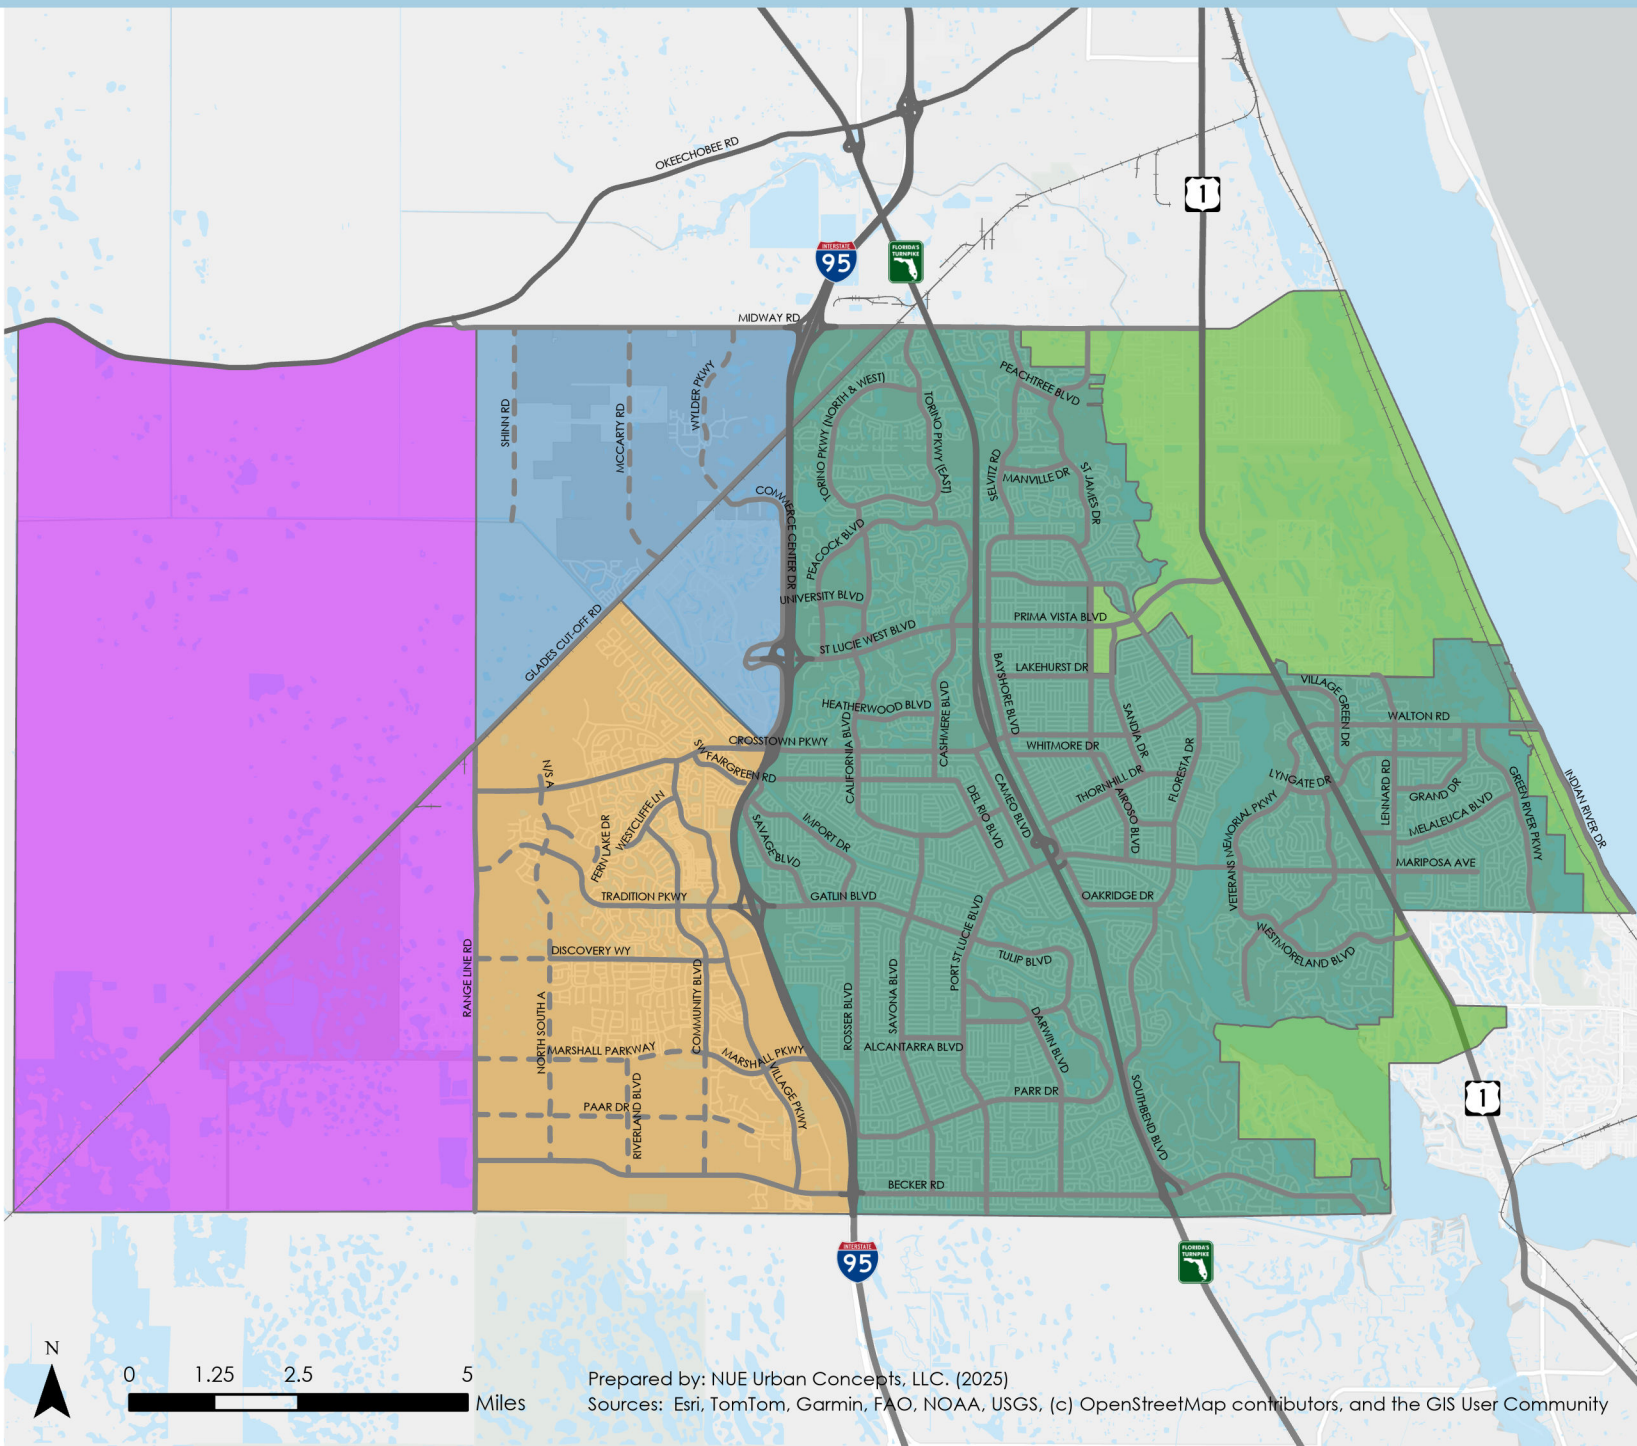 OKEECHOBEE RD
1
INTERSTATE
95
FLORIDA'S
TURNPIKE
MIDWAY RD
SHINN RD
MCCARTY RD
WYLDER PKWY
TORINO PKWY (NORTH & WEST)
TORINO PKWY (EAST)
PEACHTREE BLVD
SELVITZ RD
MANVILLE DR
ST JAMES DR
COMMERCE CENTER DR
PEACOCK BLVD
UNIVERSITY BLVD
GLADES CUT-OFF RD
ST LUCIE WEST BLVD
PRIMA VISTA BLVD
LAKEHURST DR
BAYSHORE BLVD
VILLAGE GREEN DR
WALTON RD
HEATHERWOOD BLVD
CASHMERE BLVD
CALIFORNIA BLVD
SANDIA DR
CROSSTOWN PKWY
WHITMORE DR
FLORESTA DR
SW FAIRGREEN RD
N/S A
THORNHILL DR
LYNGATE DR
LENNARD RD
GRAND DR
GREEN RIVER PKWY
INDIAN RIVER DR
WESTCLIFFE LN
FERN LAKE DR
SAVAGE BLVD
IMPORT DR
DEL RIO BLVD
CAMEO BLVD
AIROSO BLVD
VETERANS MEMORIAL PKWY
MELALEUCA BLVD
MARIPOSA AVE
TRADITION PKWY
GATLIN BLVD
OAKRIDGE DR
RANGE LINE RD
DISCOVERY WY
COMMUNITY BLVD
PORT ST LUCIE BLVD
TULIP BLVD
WESTMORELAND BLVD
NORTH SOUTH A
ROSSER BLVD
SAVONA BLVD
DARWIN BLVD
MARSHALL PARKWAY
MARSHALL PKWY
ALCANTARRA BLVD
VILLAGE PKWY
PAAR DR
RIVERLAND BLVD
PARR DR
SOUTHBEND BLVD
1
BECKER RD
INTERSTATE
95
FLORIDA'S
TURNPIKE
N
0 1.25 2.5 5
Miles
Prepared by: NUE Urban Concepts, LLC. (2025)
Sources: Esri, TomTom, Garmin, FAO, NOAA, USGS, (c) OpenStreetMap contributors, and the GIS User Community